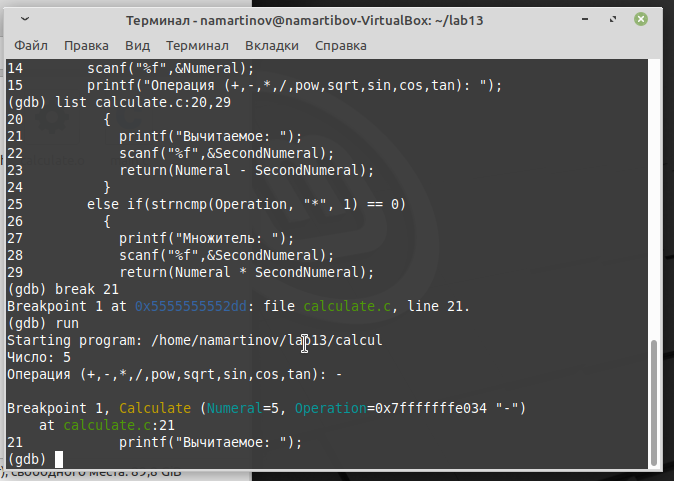 Терминал - namartinov@namartibov-VirtualBox: ~/lab13
Файл Правка Вид Терминал Вкладки Справка
14        scanf("%f",&Numeral);
15        printf("Операция (+,-,*,/,pow,sqrt,sin,cos,tan): ");
(gdb) list calculate.c:20,29
20          {
21            printf("Вычитаемое: ");
22            scanf("%f",&SecondNumeral);
23            return(Numeral - SecondNumeral);
24          }
25        else if(strncmp(Operation, "*", 1) == 0)
26          {
27            printf("Множитель: ");
28            scanf("%f",&SecondNumeral);
29            return(Numeral * SecondNumeral);
(gdb) break 21
Breakpoint 1 at 0x5555555552dd: file calculate.c, line 21.
(gdb) run
Starting program: /home/namartinov/lab13/calcul
Число: 5
Операция (+,-,*,/,pow,sqrt,sin,cos,tan): -

Breakpoint 1, Calculate (Numeral=5, Operation=0x7fffffffe034 "-")
    at calculate.c:21
21            printf("Вычитаемое: ");
(gdb)
), свободного места: 89,8 GiB